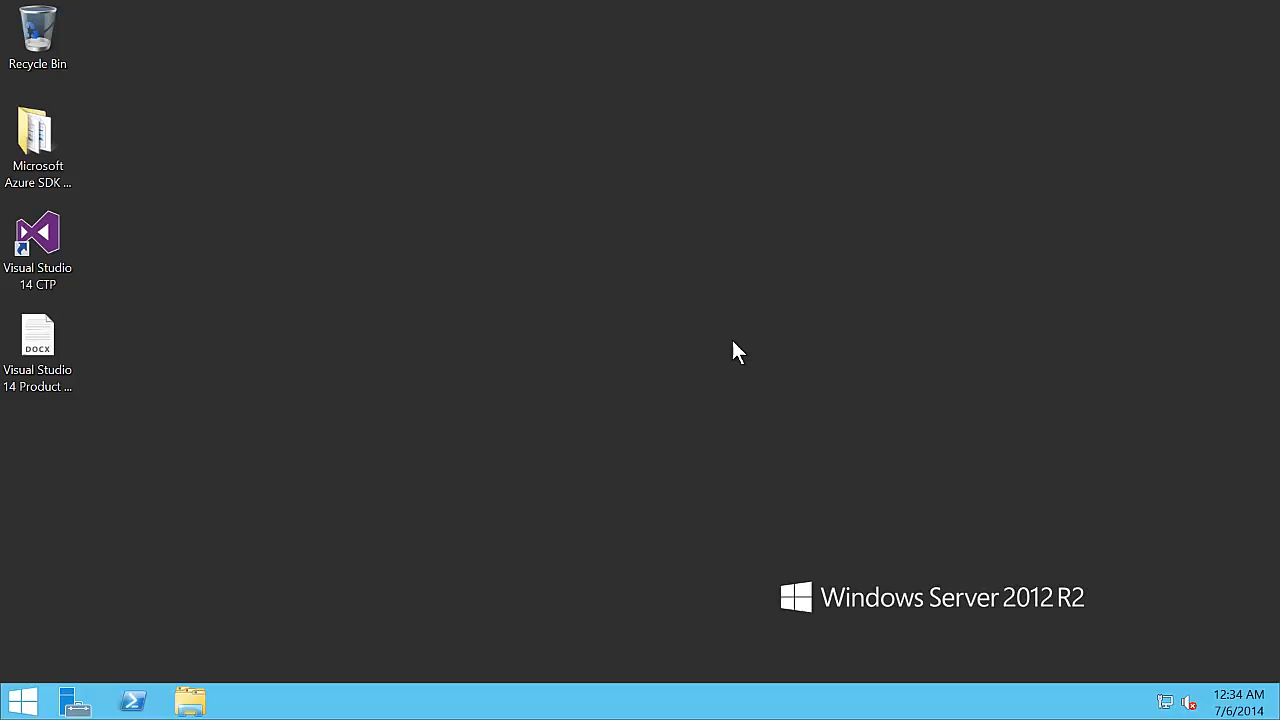 Recycle Bin
Microsoft
Azure SDK ...
Visual Studio
14 CTP
DOCX
Visual Studio
14 Product ...
Windows Server 2012 R2
12:34 AM
7/6/2014